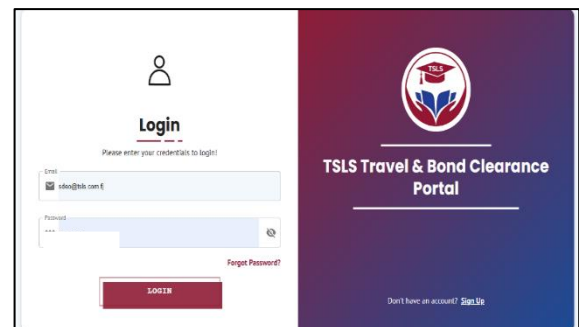 Login
Please enter your credentials to login!
Email
Password
Forgot Password?
LOGIN
TSLS
TSLS Travel & Bond Clearance
Portal
Don't have an account? Sign Up